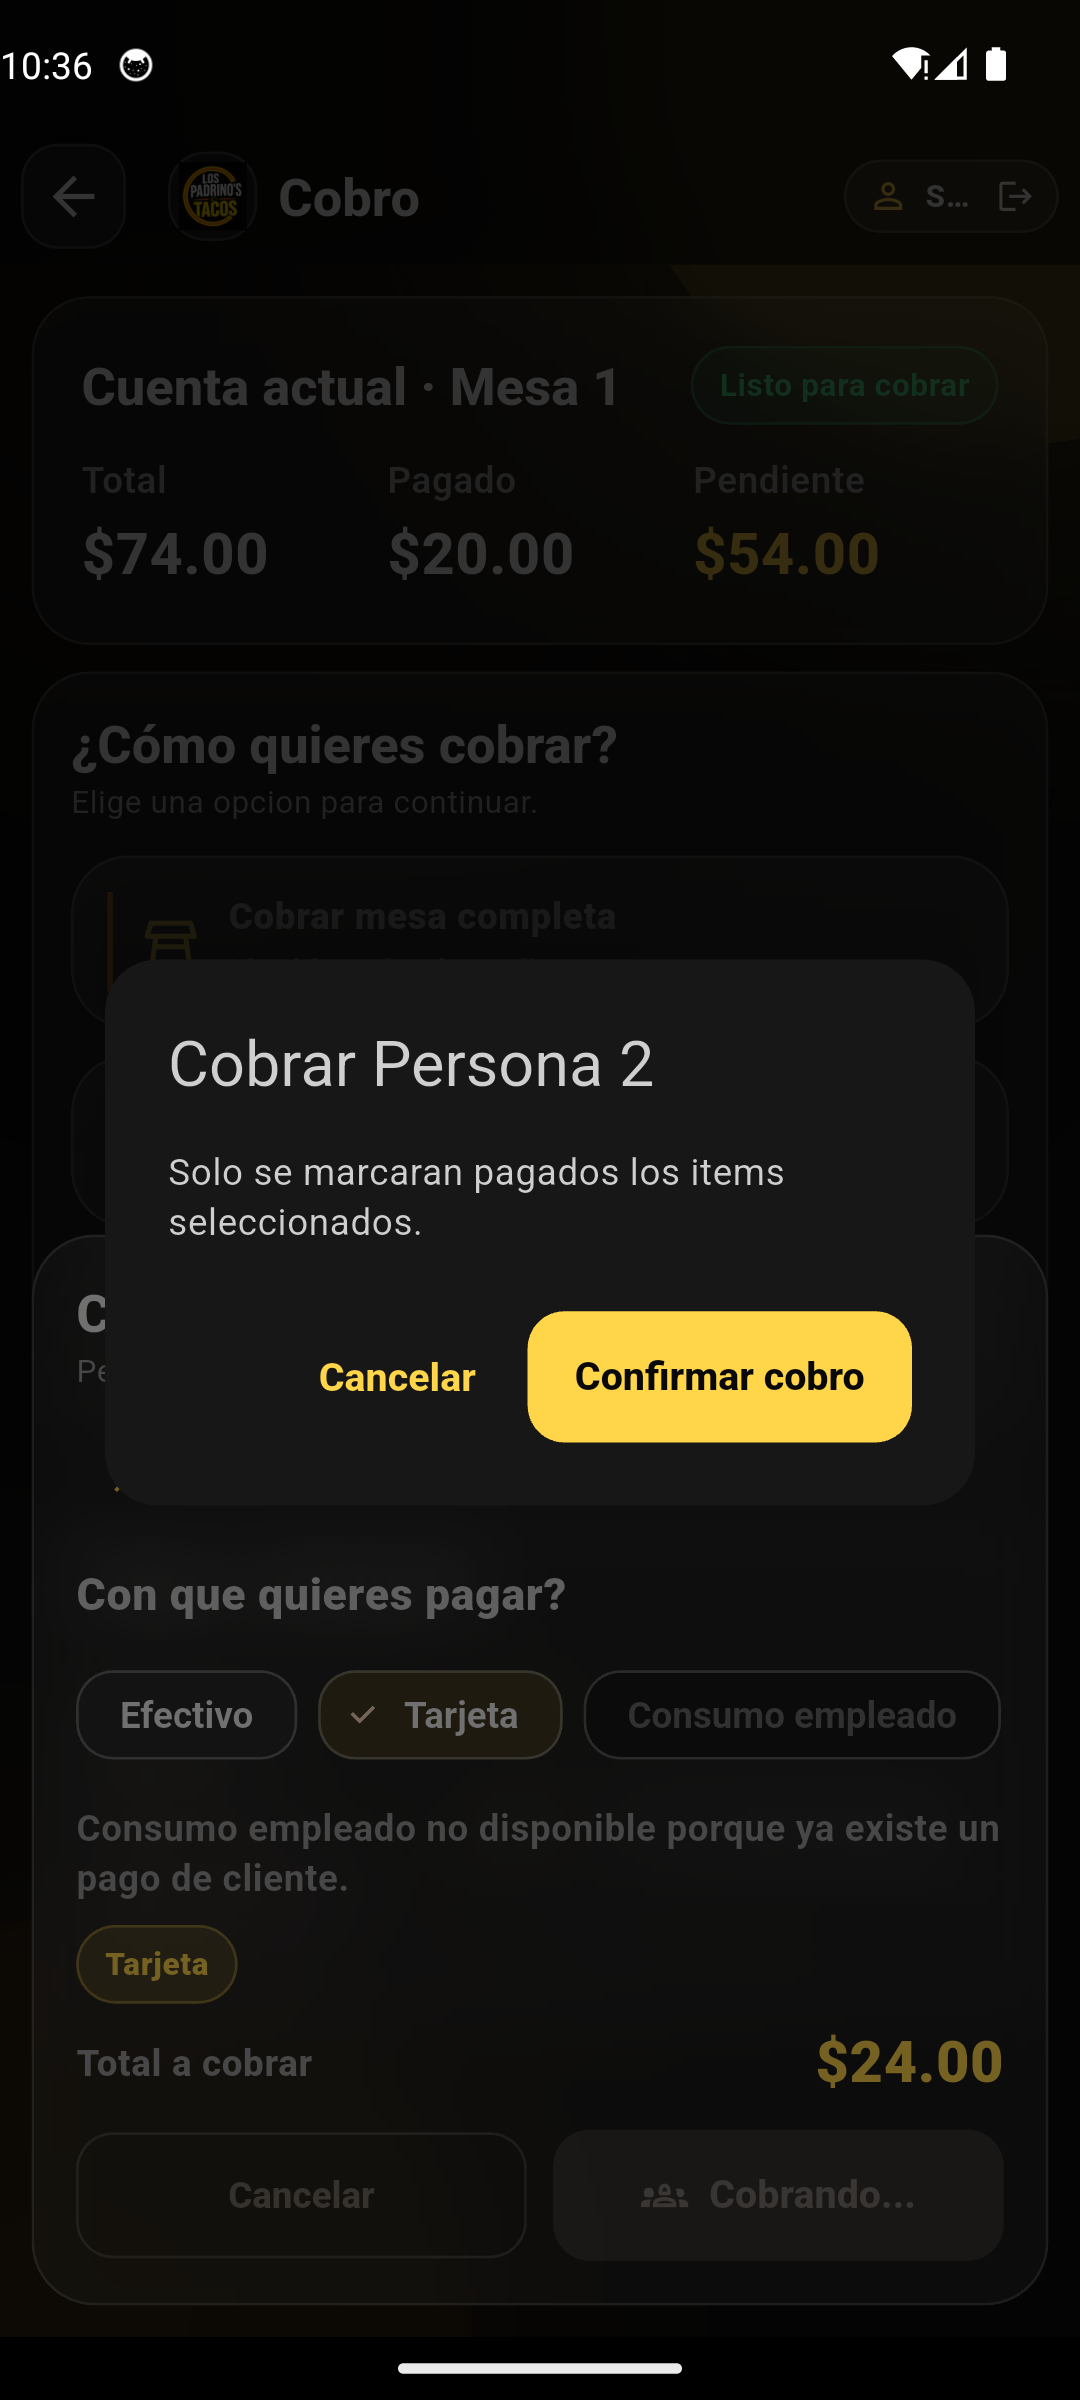 10:36
LOS
PADRINO'S
TACOS
Cobro
S...
Cuenta actual · Mesa 1
Listo para cobrar
Total
Pagado
Pendiente
$74.00
$20.00
$54.00
¿Cómo quieres cobrar?
Elige una opcion para continuar.
Cobrar mesa completa
Cobrar Persona 2
Solo se marcaran pagados los items
seleccionados.
Cancelar
Confirmar cobro
Con que quieres pagar?
Efectivo
Tarjeta
Consumo empleado
Consumo empleado no disponible porque ya existe un
pago de cliente.
Tarjeta
Total a cobrar
$24.00
Cancelar
Cobrando...